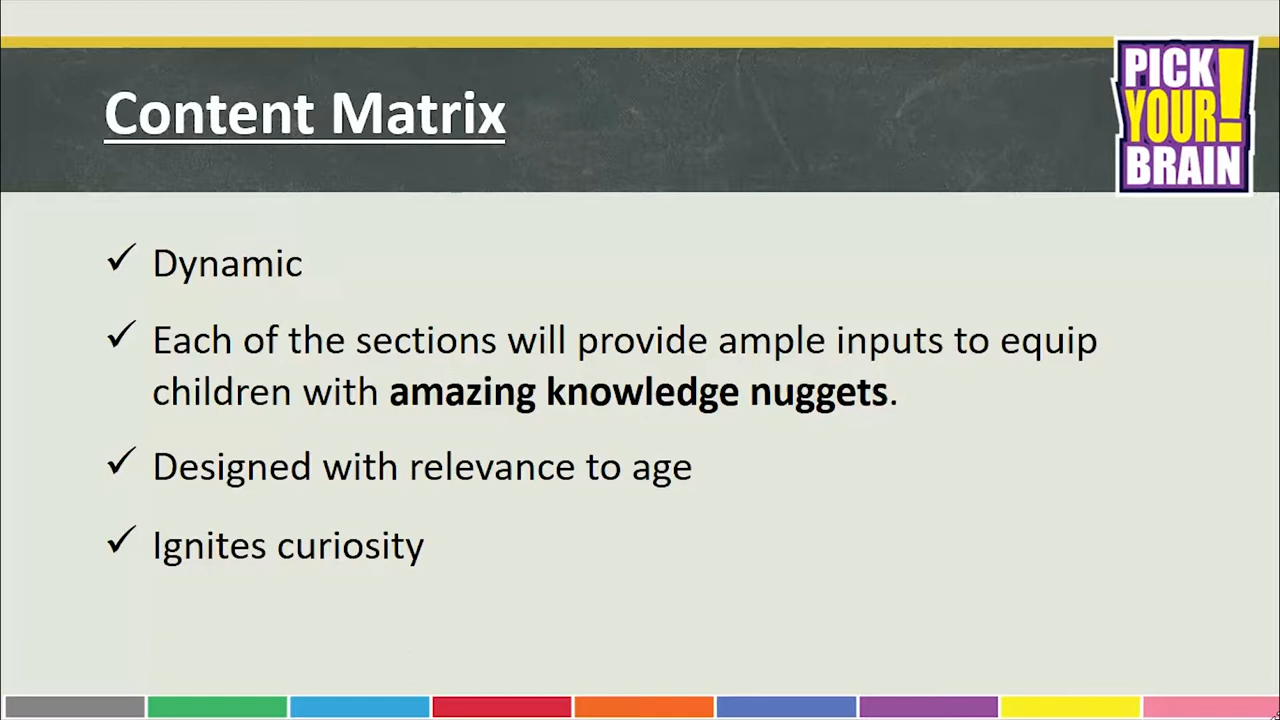 Content Matrix
PICK
YOUR!
BRAIN
✓ Dynamic
✓ Each of the sections will provide ample inputs to equip
children with amazing knowledge nuggets.
✓ Designed with relevance to age
✓ Ignites curiosity